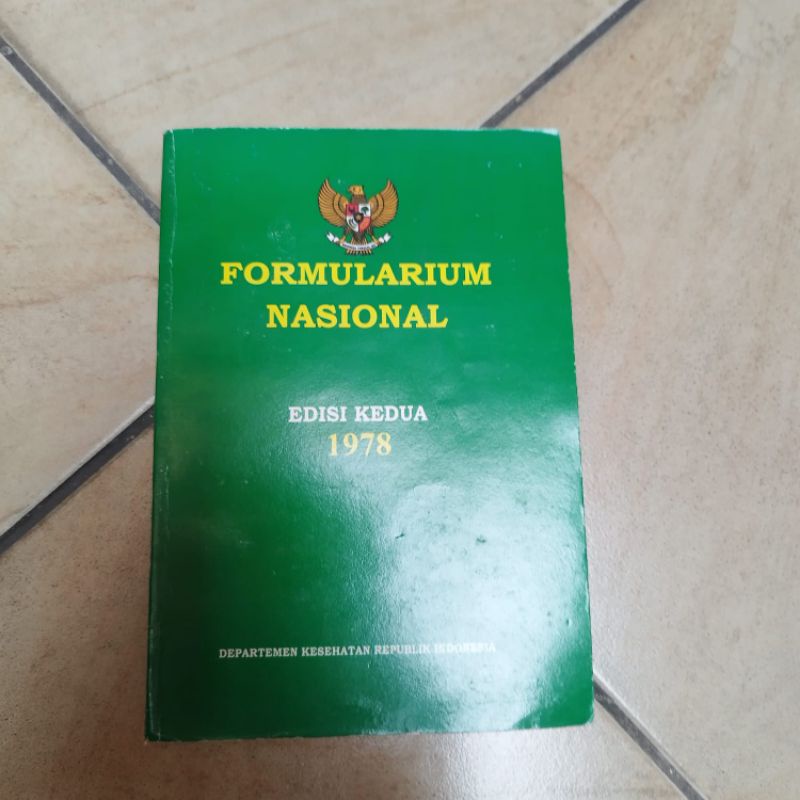 FORMULARIUM
NASIONAL
EDISI KEDUA
1978
DEPARTEMEN KESEHATAN REPUBLIK INDONESIA